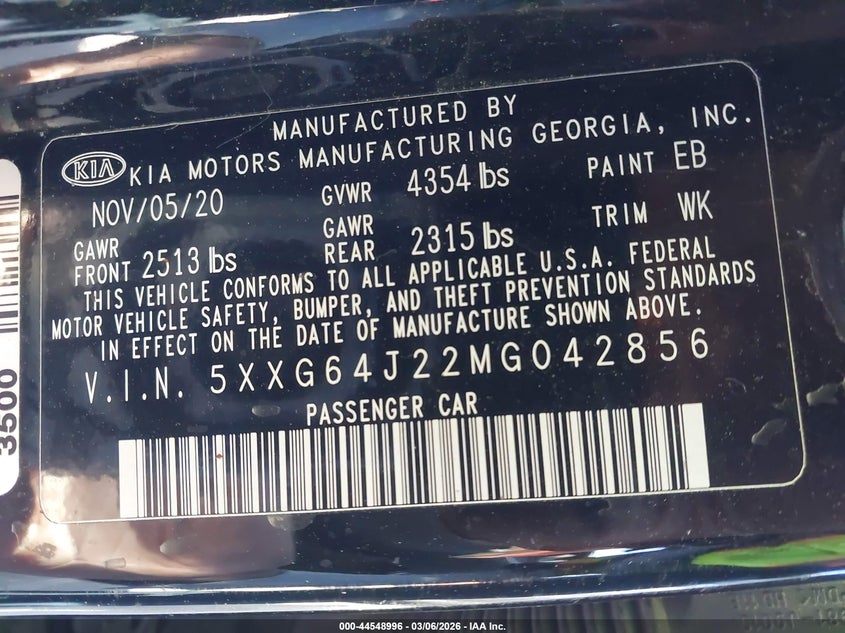 MANUFACTURED BY
KIA KIA MOTORS MANUFACTURING GEORGIA, INC.
NOV/05/20 GVWR 4354 lbs PAINT EB
GAWR FRONT 2513 lbs GAWR REAR 2315 lbs TRIM WK
THIS VEHICLE CONFORMS TO ALL APPLICABLE U.S.A. FEDERAL
MOTOR VEHICLE SAFETY, BUMPER, AND THEFT PREVENTION STANDARDS
IN EFFECT ON THE DATE OF MANUFACTURE SHOWN ABOVE.
V.I.N. 5XXG64J22MG042856
PASSENGER CAR
3500
000-44548996 - 03/06/2026 - IAA Inc.